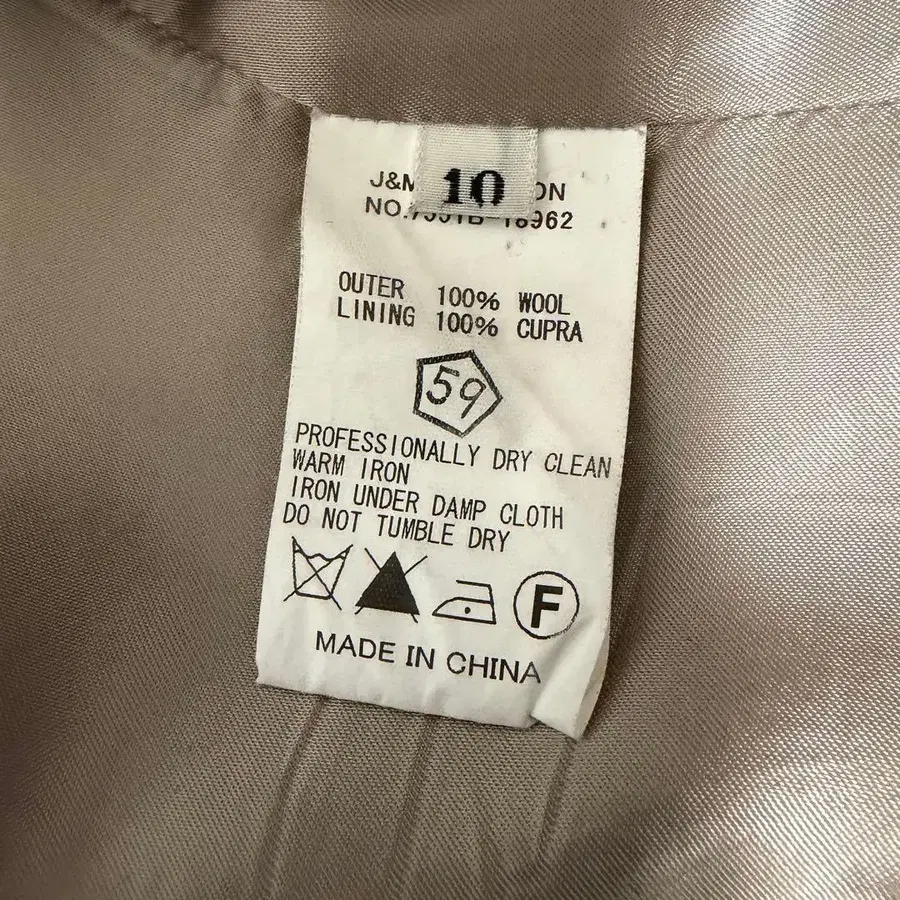 10
OUTER 100% WOOL
LINING 100% CUPRA
59
PROFESSIONALLY DRY CLEAN
WARM IRON
IRON UNDER DAMP CLOTH
DO NOT TUMBLE DRY
F
MADE IN CHINA